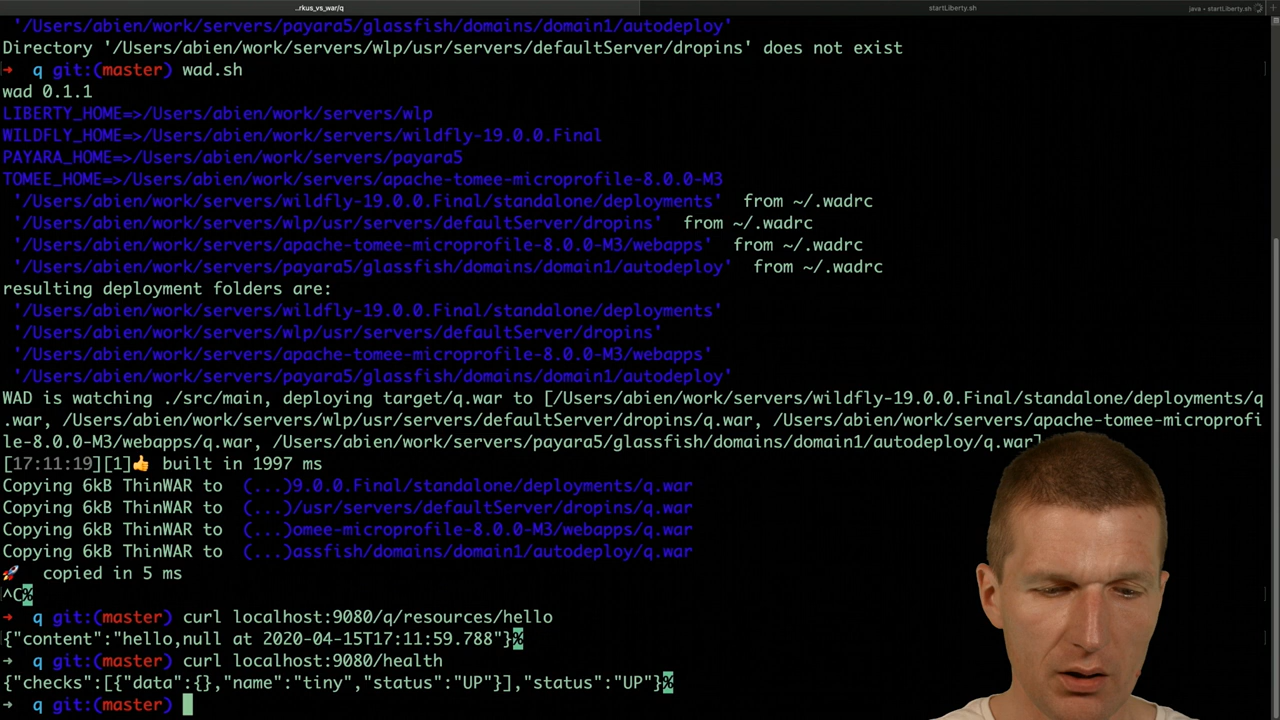 ...rkus_vs_war/q
startLiberty.sh
java • startLiberty.sh
'/Users/abien/work/servers/payara5/glassfish/domains/domain1/autodeploy'
Directory '/Users/abien/work/servers/wlp/usr/servers/defaultServer/dropins' does not exist
➜ q git:(master) wad.sh
wad 0.1.1
LIBERTY_HOME=>/Users/abien/work/servers/wlp
WILDFLY_HOME=>/Users/abien/work/servers/wildfly-19.0.0.Final
PAYARA_HOME=>/Users/abien/work/servers/payara5
TOMEE_HOME=>/Users/abien/work/servers/apache-tomee-microprofile-8.0.0-M3
'/Users/abien/work/servers/wildfly-19.0.0.Final/standalone/deployments' from ~/.wadrc
'/Users/abien/work/servers/wlp/usr/servers/defaultServer/dropins' from ~/.wadrc
'/Users/abien/work/servers/apache-tomee-microprofile-8.0.0-M3/webapps' from ~/.wadrc
'/Users/abien/work/servers/payara5/glassfish/domains/domain1/autodeploy' from ~/.wadrc
resulting deployment folders are:
'/Users/abien/work/servers/wildfly-19.0.0.Final/standalone/deployments'
'/Users/abien/work/servers/wlp/usr/servers/defaultServer/dropins'
'/Users/abien/work/servers/apache-tomee-microprofile-8.0.0-M3/webapps'
'/Users/abien/work/servers/payara5/glassfish/domains/domain1/autodeploy'
WAD is watching ./src/main, deploying target/q.war to [/Users/abien/work/servers/wildfly-19.0.0.Final/standalone/deployments/q
.war, /Users/abien/work/servers/wlp/usr/servers/defaultServer/dropins/q.war, /Users/abien/work/servers/apache-tomee-microprofi
le-8.0.0-M3/webapps/q.war, /Users/abien/work/servers/payara5/glassfish/domains/domain1/autodeploy/q.war]
[17:11:19][1]👍 built in 1997 ms
Copying 6kB ThinWAR to (...)9.0.0.Final/standalone/deployments/q.war
Copying 6kB ThinWAR to (...)/usr/servers/defaultServer/dropins/q.war
Copying 6kB ThinWAR to (...)omee-microprofile-8.0.0-M3/webapps/q.war
Copying 6kB ThinWAR to (...)assfish/domains/domain1/autodeploy/q.war
🚀 copied in 5 ms
^C%
➜ q git:(master) curl localhost:9080/q/resources/hello
{"content":"hello,null at 2020-04-15T17:11:59.788"}%
➜ q git:(master) curl localhost:9080/health
{"checks":[{"data":{},"name":"tiny","status":"UP"}],"status":"UP"}%
➜ q git:(master)